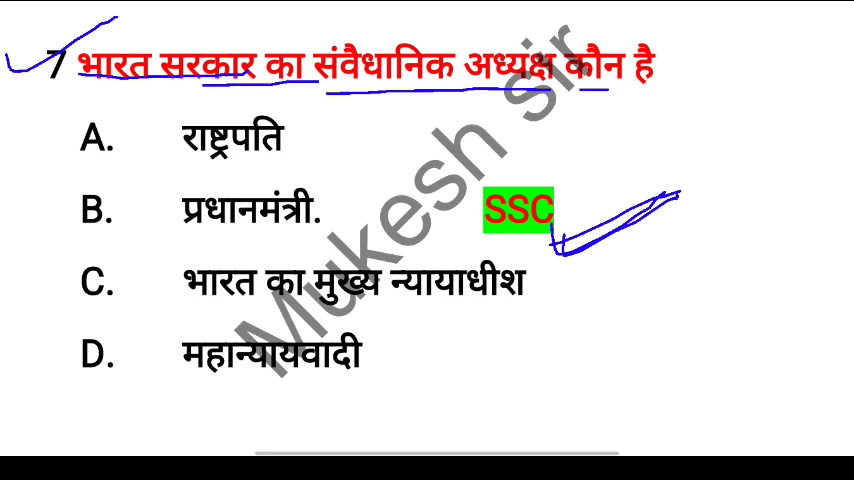 7 भारत सरकार का संवैधानिक अध्यक्ष कौन है
A. राष्ट्रपति
B. प्रधानमंत्री. SSC
C. भारत का मुख्य न्यायाधीश
D. महान्यायवादी
Mukesh sir